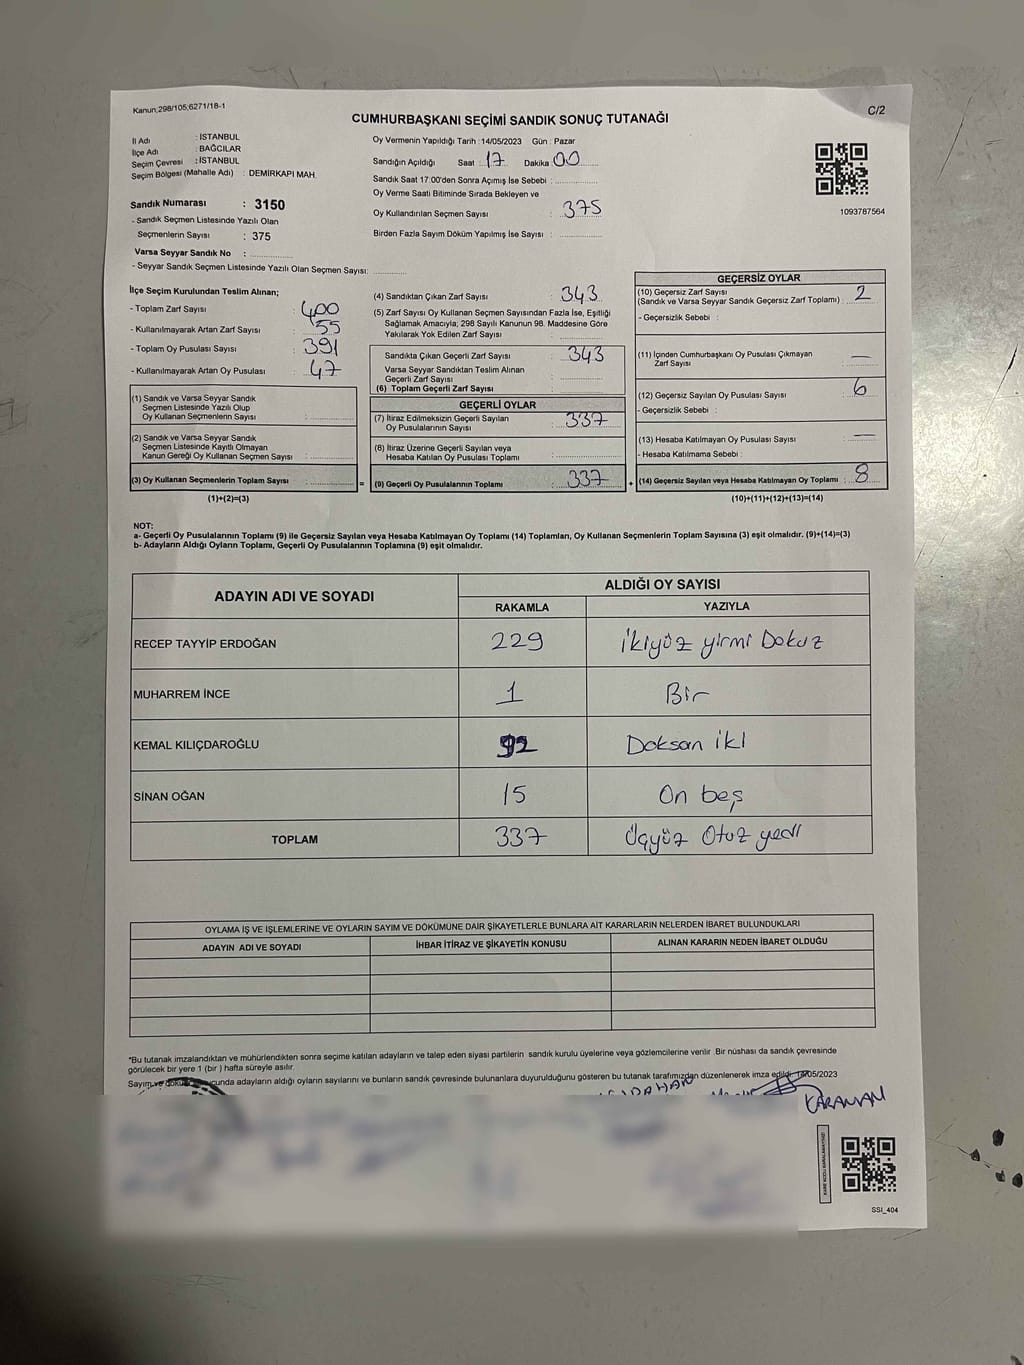 Kanun,298/105,6271/18-1
C/2
CUMHURBAŞKANI SEÇİMİ SANDIK SONUÇ TUTANAĞI
İl Adı : İSTANBUL
İlçe Adı : BAĞCILAR
Seçim Çevresi : İSTANBUL
Seçim Bölgesi (Mahalle Adı) : DEMİRKAPI MAH.
Sandık Numarası : 3150
- Sandık Seçmen Listesinde Yazılı Olan
Seçmenlerin Sayısı : 375
Varsa Seyyar Sandık No :
- Seyyar Sandık Seçmen Listesinde Yazılı Olan Seçmen Sayısı:
Oy Vermenin Yapıldığı Tarih :14/05/2023 Gün : Pazar
Sandığın Açıldığı Saat : 17 Dakika 00
Sandık Saat 17:00'den Sonra Açımış İse Sebebi :
Oy Verme Saati Bitiminde Sırada Bekleyen ve
Oy Kullandırılan Seçmen Sayısı : 375
Birden Fazla Sayım Döküm Yapılmış İse Sayısı :
1093787564
İlçe Seçim Kurulundan Teslim Alınan;
- Toplam Zarf Sayısı : 400
- Kullanılmayarak Artan Zarf Sayısı : 55
- Toplam Oy Pusulası Sayısı : 391
- Kullanılmayarak Artan Oy Pusulası : 47
(1) Sandık ve Varsa Seyyar Sandık
Seçmen Listesinde Yazılı Olup
Oy Kullanan Seçmenlerin Sayısı :
(2) Sandık ve Varsa Seyyar Sandık
Seçmen Listesinde Kayıtlı Olmayan
Kanun Gereği Oy Kullanan Seçmen Sayısı :
(3) Oy Kullanan Seçmenlerin Toplam Sayısı : =
(1)+(2)=(3)
(4) Sandıktan Çıkan Zarf Sayısı : 343
(5) Zarf Sayısı Oy Kullanan Seçmen Sayısından Fazla İse, Eşitliği
Sağlamak Amacıyla; 298 Sayılı Kanunun 98. Maddesine Göre
Yakılarak Yok Edilen Zarf Sayısı :
Sandıkta Çıkan Geçerli Zarf Sayısı : 343
Varsa Seyyar Sandıktan Teslim Alınan
Geçerli Zarf Sayısı :
(6) Toplam Geçerli Zarf Sayısı :
GEÇERLİ OYLAR
(7) İtiraz Edilmeksizin Geçerli Sayılan
Oy Pusulalarının Sayısı : 337
(8) İtiraz Üzerine Geçerli Sayılan veya
Hesaba Katılan Oy Pusulası Toplamı :
(9) Geçerli Oy Pusulalarının Toplamı : 337 +
GEÇERSİZ OYLAR
(10) Geçersiz Zarf Sayısı
(Sandık ve Varsa Seyyar Sandık Geçersiz Zarf Toplamı) : 2
- Geçersizlik Sebebi :
(11) İçinden Cumhurbaşkanı Oy Pusulası Çıkmayan
Zarf Sayısı : —
(12) Geçersiz Sayılan Oy Pusulası Sayısı : 6
- Geçersizlik Sebebi :
(13) Hesaba Katılmayan Oy Pusulası Sayısı : —
- Hesaba Katılmama Sebebi :
(14) Geçersiz Sayılan veya Hesaba Katılmayan Oy Toplamı : 8
(10)+(11)+(12)+(13)=(14)
NOT:
a- Geçerli Oy Pusulalarının Toplamı (9) ile Geçersiz Sayılan veya Hesaba Katılmayan Oy Toplamı (14) Toplamları, Oy Kullanan Seçmenlerin Toplam Sayısına (3) eşit olmalıdır. (9)+(14)=(3)
b- Adayların Aldığı Oyların Toplamı, Geçerli Oy Pusulalarının Toplamına (9) eşit olmalıdır.
ADAYIN ADI VE SOYADI ALDIĞI OY SAYISI
RAKAMLA YAZIYLA
RECEP TAYYİP ERDOĞAN 229 ikiyüz yirmi Dokuz
MUHARREM İNCE 1 Bir
KEMAL KILIÇDAROĞLU 92 Doksan iki
SİNAN OĞAN 15 On beş
TOPLAM 337 Üçyüz Otuz yedi
OYLAMA İŞ VE İŞLEMLERİNE VE OYLARIN SAYIM VE DÖKÜMÜNE DAİR ŞİKAYETLERLE BUNLARA AİT KARARLARIN NELERDEN İBARET BULUNDUKLARI
ADAYIN ADI VE SOYADI İHBAR İTİRAZ VE ŞİKAYETİN KONUSU ALINAN KARARIN NEDEN İBARET OLDUĞU
*Bu tutanak imzalandıktan ve mühürlendikten sonra seçime katılan adayların ve talep eden siyasi partilerin sandık kurulu üyelerine veya gözlemcilerine verilir. Bir nüshası da sandık çevresinde
görülecek bir yere 1 (bir ) hafta süreyle asılır.
Sayım ve adayların aldığı oyların sayılarını ve bunların sandık çevresinde bulunanlara duyurulduğunu gösteren bu tutanak tarafımızdan düzenlenerek imza edildi. 14/05/2023
KARAMAN
KARE KODU KARALAMAYINIZ!
SSI_404